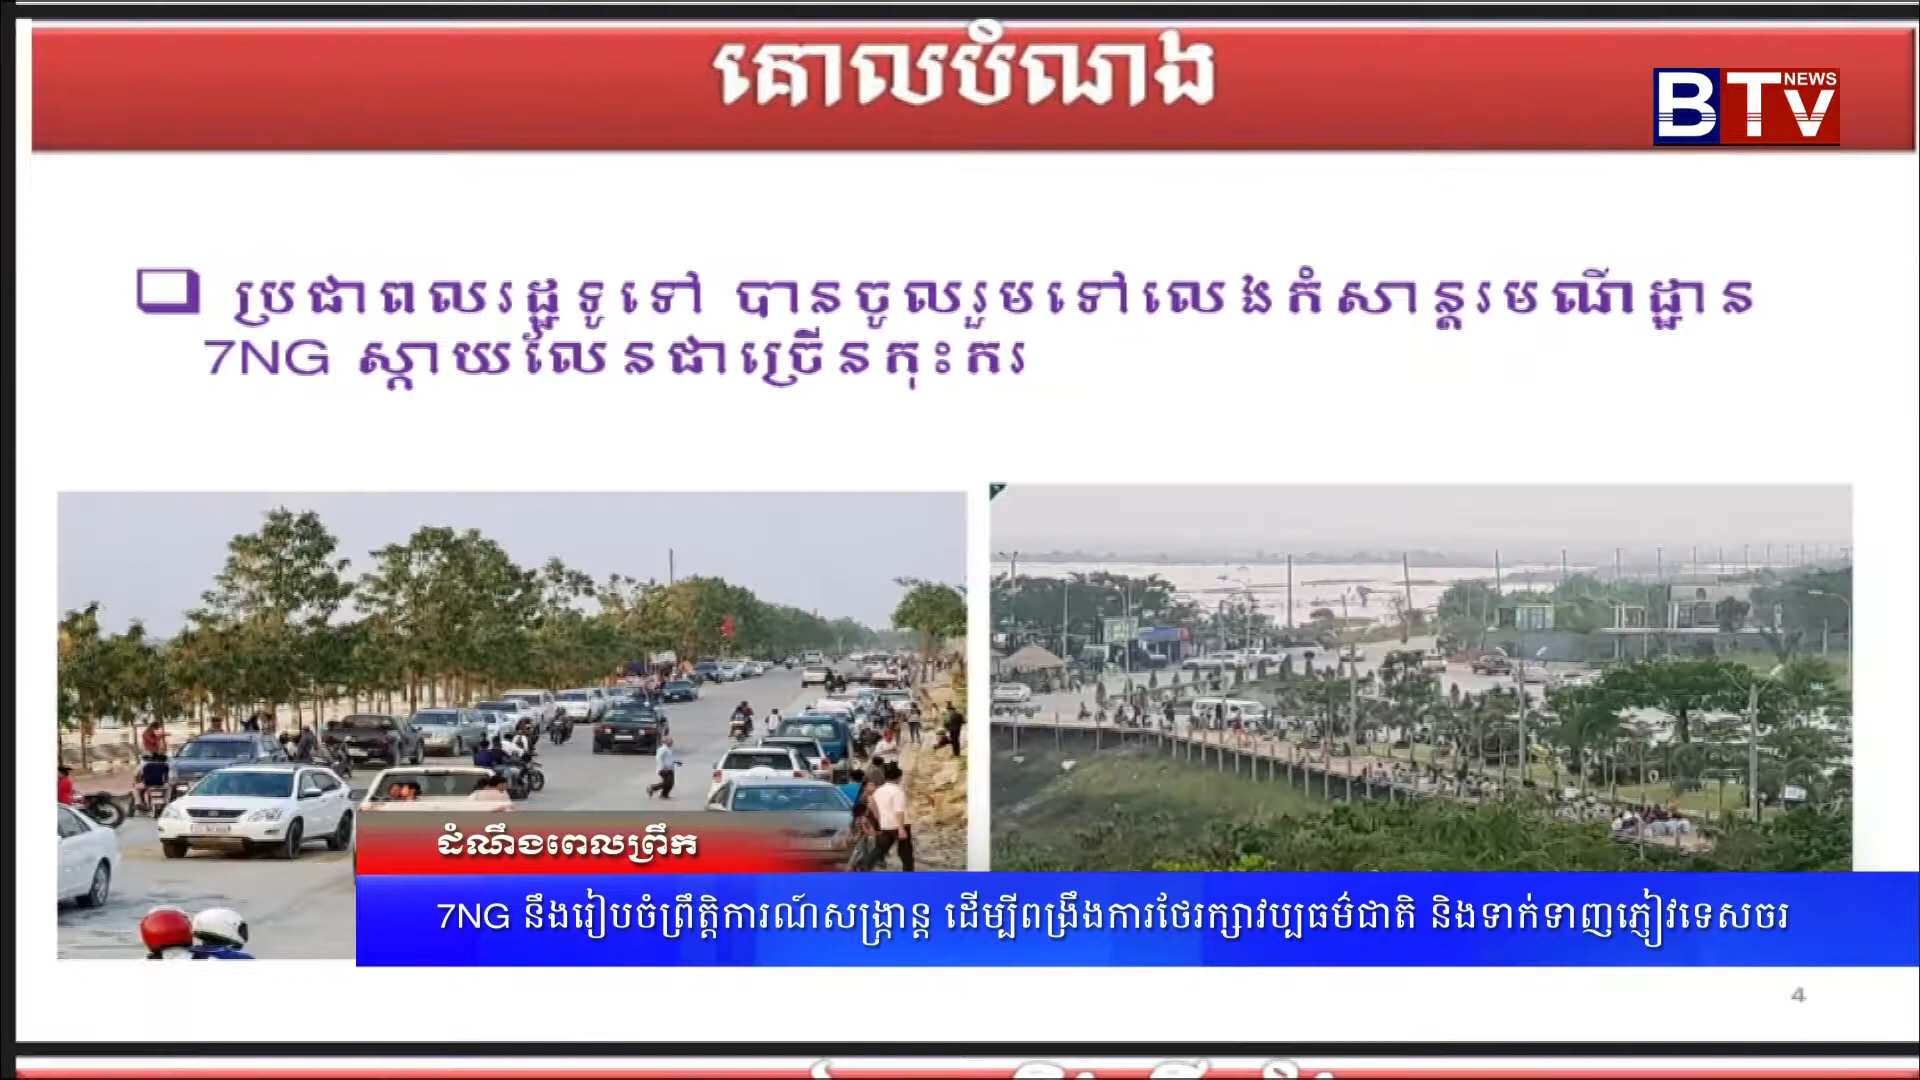 គោលបំណង
BTV NEWS
❑ ប្រជាពលរដ្ឋទូទៅ បានចូលរួមទៅលេងកំសាន្តរមណីដ្ឋាន
7NG ស្កាយលែនជាច្រើនកុះករ
ដំណឹងពេលព្រឹក
7NG នឹងរៀបចំព្រឹត្តិការណ៍សង្ក្រាន្ត ដើម្បីពង្រឹងការថែរក្សាវប្បធម៌ជាតិ និងទាក់ទាញភ្ញៀវទេសចរ
4